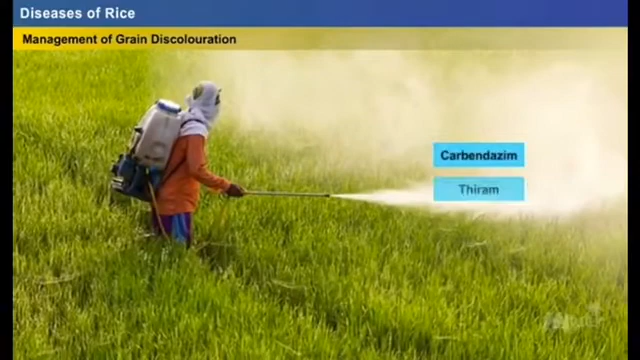 Diseases of Rice
Management of Grain Discolouration
Carbendazim
Thiram